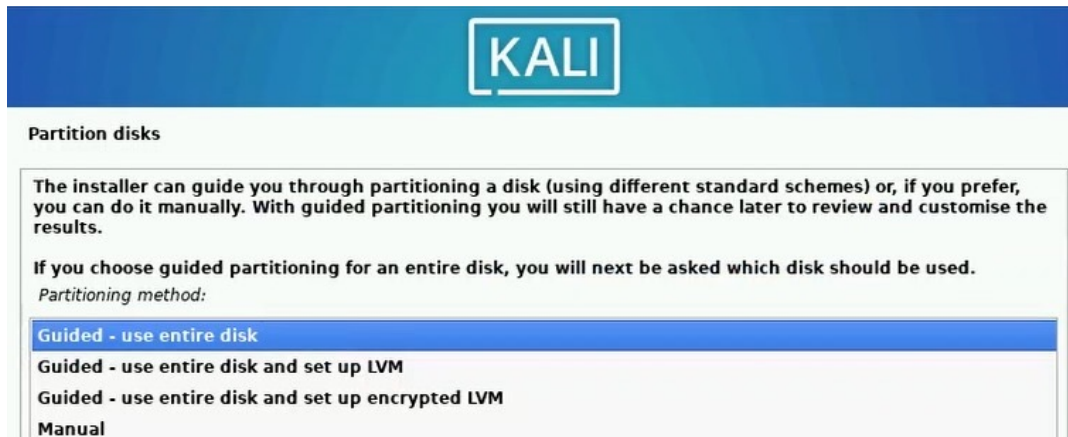 KALI
Partition disks
The installer can guide you through partitioning a disk (using different standard schemes) or, if you prefer,
you can do it manually. With guided partitioning you will still have a chance later to review and customise the
results.
If you choose guided partitioning for an entire disk, you will next be asked which disk should be used.
Partitioning method:
Guided - use entire disk
Guided - use entire disk and set up LVM
Guided - use entire disk and set up encrypted LVM
Manual